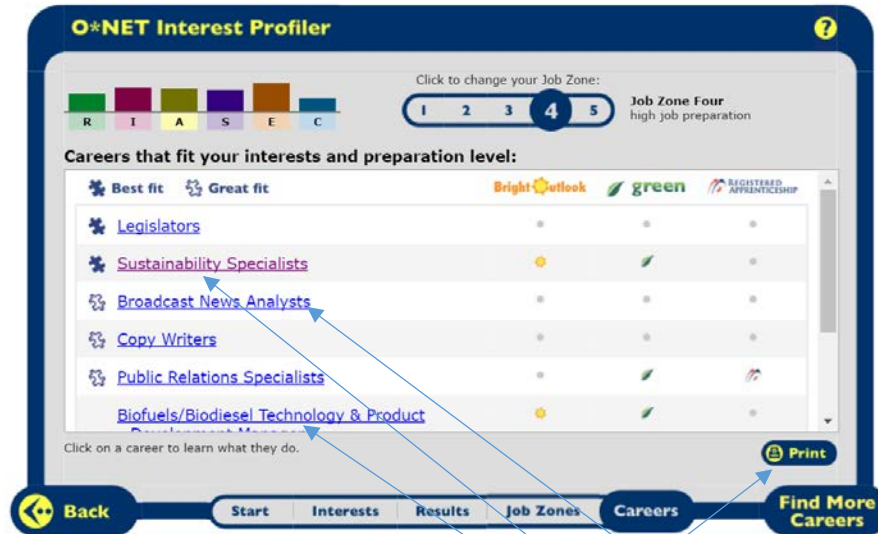 O*NET Interest Profiler
?
Click to change your Job Zone:
1 2 3 4 5
Job Zone Four
high job preparation
R I A S E C
Careers that fit your interests and preparation level:
Best fit Great fit Bright Outlook green REGISTERED APPRENTICESHIP
Legislators
Sustainability Specialists
Broadcast News Analysts
Copy Writers
Public Relations Specialists
Biofuels/Biodiesel Technology & Product
Click on a career to learn what they do.
Print
Back
Start Interests Results Job Zones Careers
Find More
Careers